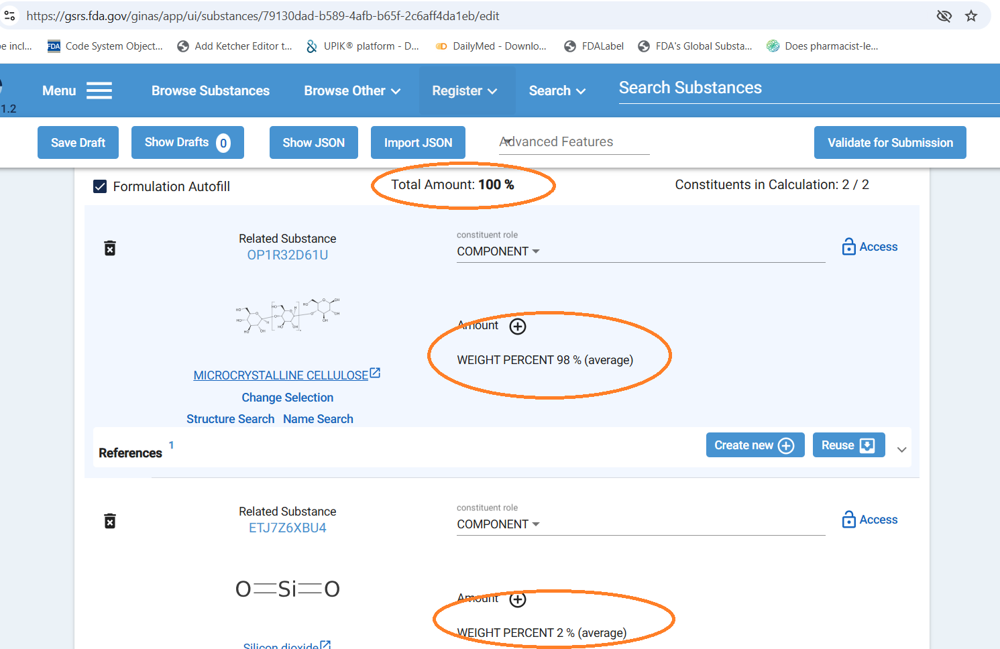 https://gsrs.fda.gov/ginas/app/ui/substances/79130dad-b589-4afb-b65f-2c6aff4da1eb/edit
incl... FDA Code System Object... Add Ketcher Editor t... UPIK® platform - D... DailyMed - Downlo... FDALabel FDA's Global Substa... Does pharmacist-le...
1.2 Menu Browse Substances Browse Other Register Search Search Substances
Save Draft Show Drafts 0 Show JSON Import JSON Advanced Features Validate for Submission
Formulation Autofill Total Amount: 100 % Constituents in Calculation: 2 / 2
Related Substance
OP1R32D61U
constituent role
COMPONENT
Access
Amount
WEIGHT PERCENT 98 % (average)
MICROCRYSTALLINE CELLULOSE
Change Selection
Structure Search Name Search
References 1 Create new Reuse
Related Substance
ETJ7Z6XBU4
constituent role
COMPONENT
Access
O Si O
Amount
WEIGHT PERCENT 2 % (average)
Silicon dioxide